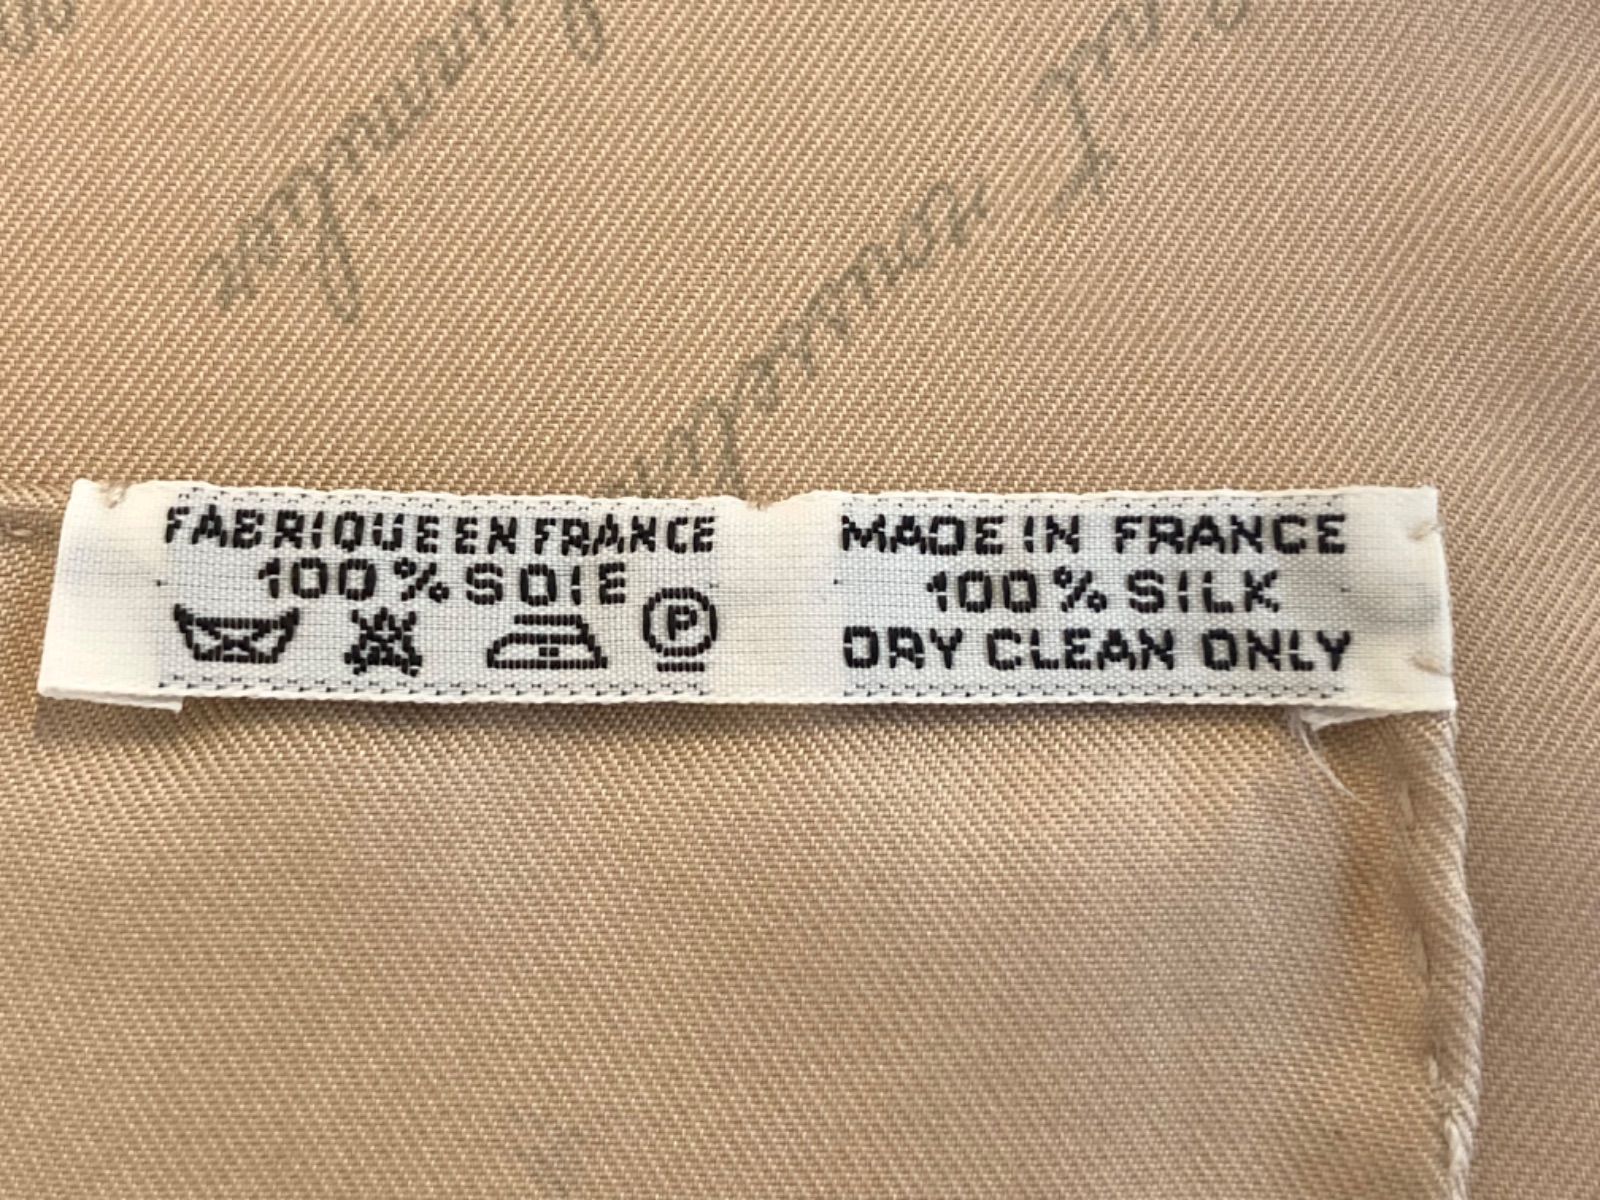 FABRIQUE EN FRANCE
100% SOIE
P
MADE IN FRANCE
100% SILK
DRY CLEAN ONLY